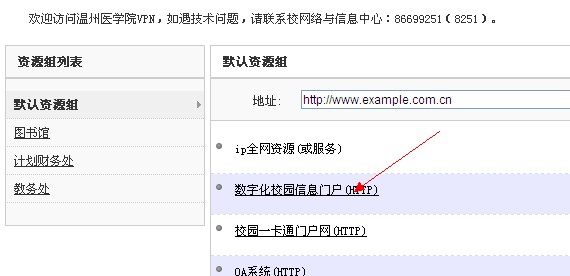 欢迎访问温州医学院VPN，如遇技术问题，请联系校网络与信息中心：86699251（8251）。
资源组列表
默认资源组
图书馆
计划财务处
教务处
默认资源组
地址: http://www.example.com.cn
ip全网资源(或服务)
数字化校园信息门户(HTTP)
校园一卡通门户网(HTTP)
OA系统(HTTP)